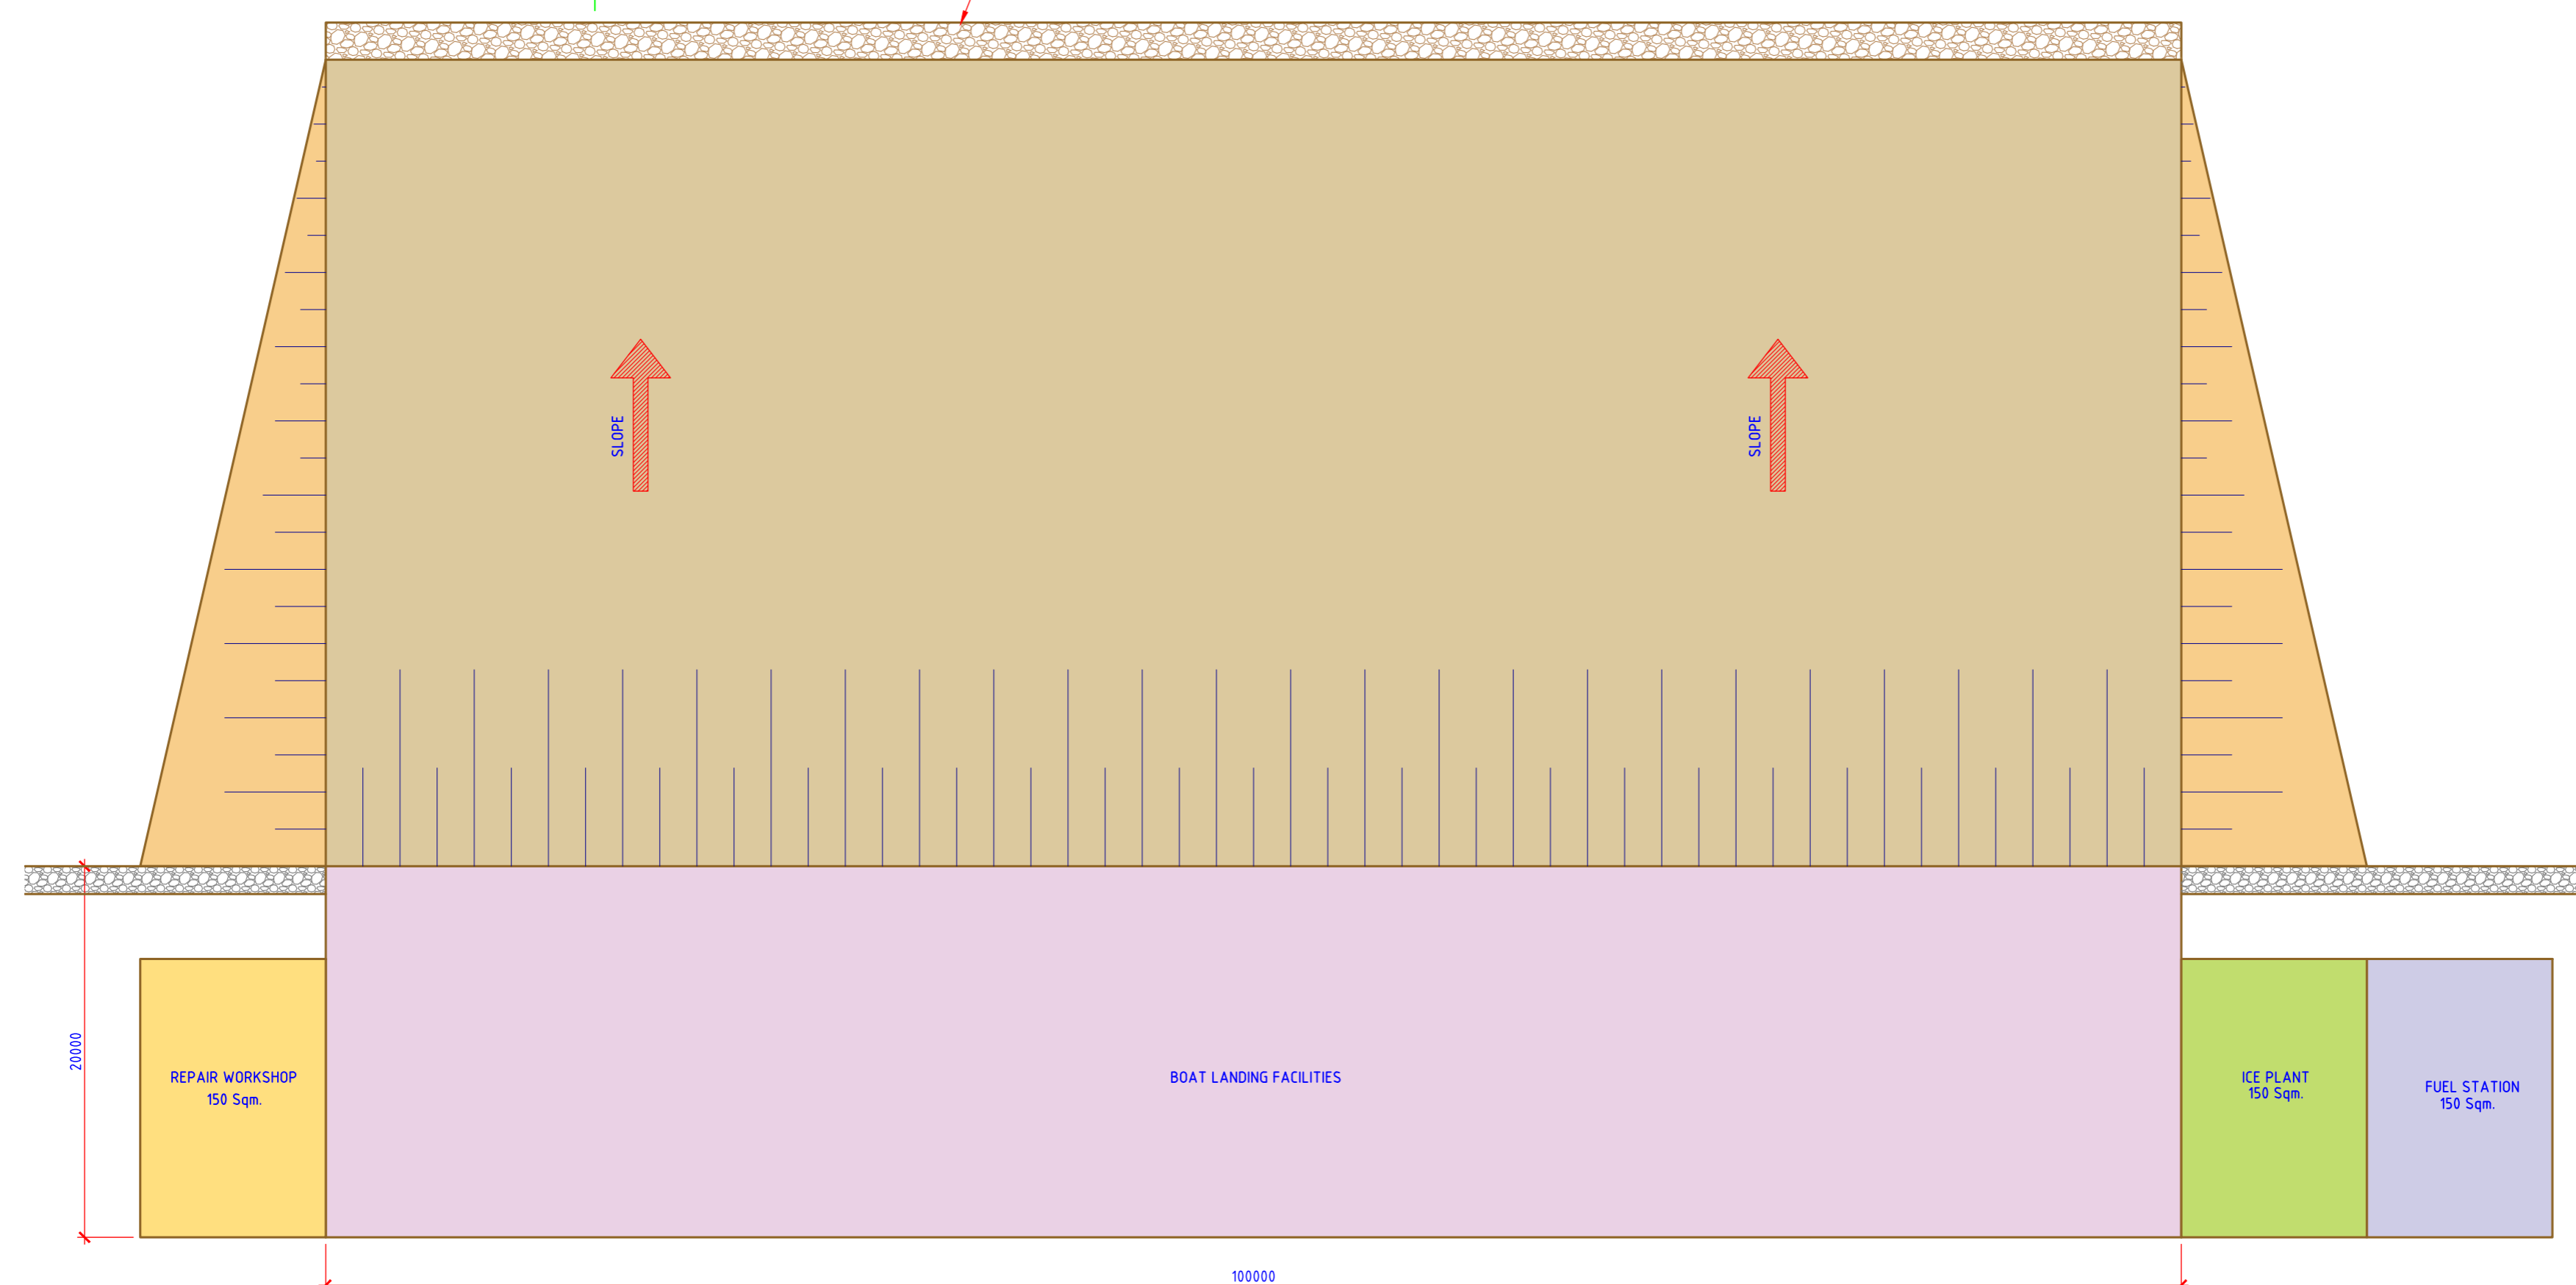 SLOPE
SLOPE
20000
REPAIR WORKSHOP
150 Sqm.
BOAT LANDING FACILITIES
ICE PLANT
150 Sqm.
FUEL STATION
150 Sqm.
100000